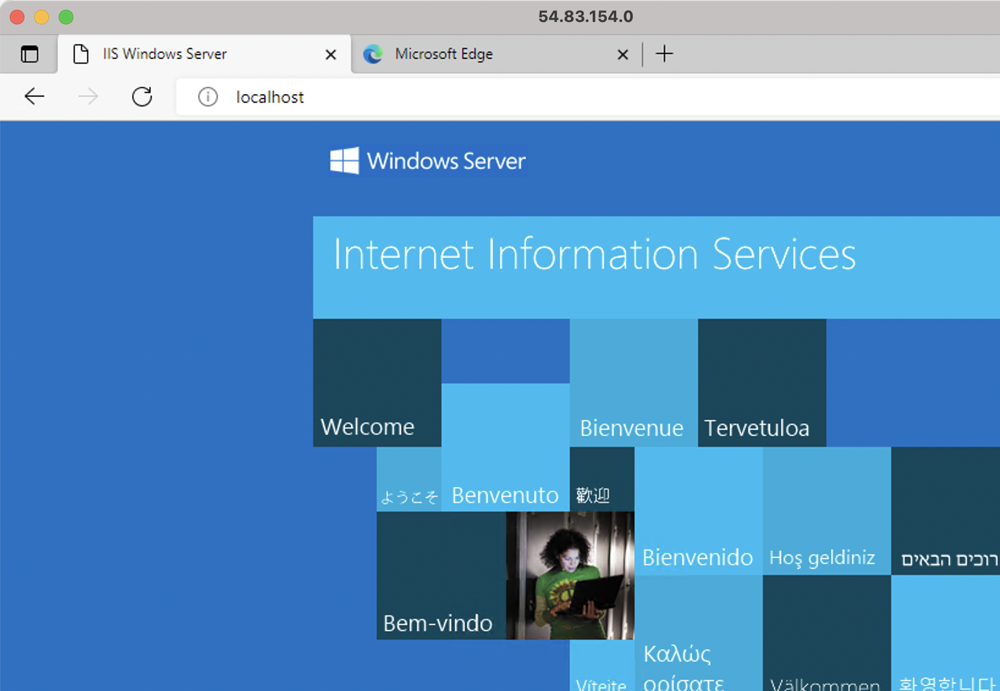 54.83.154.0
IIS Windows Server
Microsoft Edge
localhost
Windows Server
Internet Information Services
Welcome
Bienvenue
Tervetuloa
ようこそ
Benvenuto
歡迎
Bienvenido
Hoş geldiniz
רוכים הבאים
Bem-vindo
Καλώς
ορίσατε
Vítejte
Välkommen
환영합니다